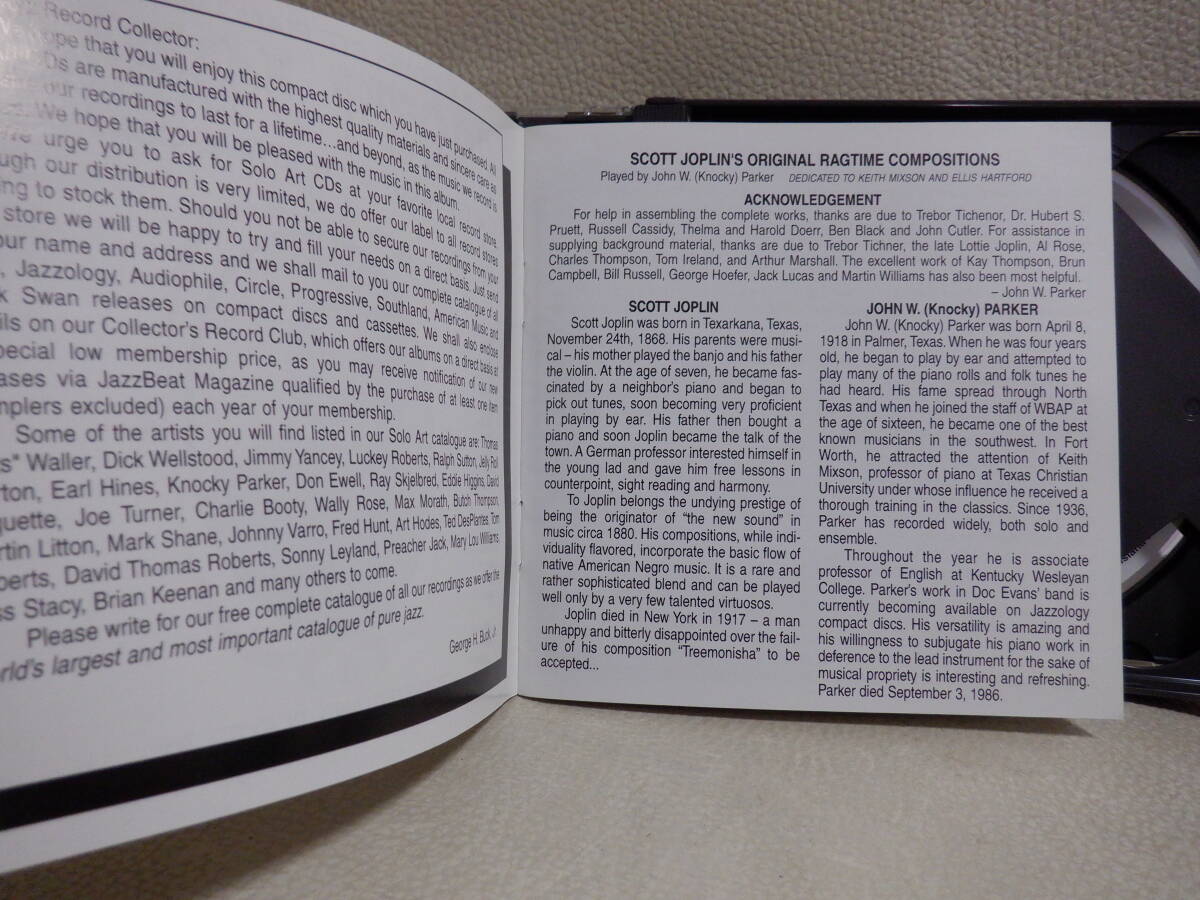 Record Collector:
ope that you will enjoy this compact disc which you have just purchased. All
Ds are manufactured with the highest quality materials and sincere care as
our recordings to last for a lifetime...and beyond, as the music we record is
We hope that you will be pleased with the music in this album.
urge you to ask for Solo Art CDs at your favorite local record store.
ugh our distribution is very limited, we do offer our label to all record stores
ing to stock them. Should you not be able to secure our recordings from your
store we will be happy to try and fill your needs on a direct basis. Just send
our name and address and we shall mail to you our complete catalogue of all
Jazzology, Audiophile, Circle, Progressive, Southland, American Music and
k Swan releases on compact discs and cassettes. We shall also enclose
ils on our Collector's Record Club, which offers our albums on a direct basis at
pecial low membership price, as you may receive notification of our new
eases via JazzBeat Magazine qualified by the purchase of at least one item
mplers excluded) each year of your membership.
Some of the artists you will find listed in our Solo Art catalogue are: Thomas
s" Waller, Dick Wellstood, Jimmy Yancey, Luckey Roberts, Ralph Sutton, Jelly Roll
rton, Earl Hines, Knocky Parker, Don Ewell, Ray Skjelbred, Eddie Higgins, David
quette, Joe Turner, Charlie Booty, Wally Rose, Max Morath, Butch Thompson,
rtin Litton, Mark Shane, Johnny Varro, Fred Hunt, Art Hodes, Ted DesPlantes, Tom
berts, David Thomas Roberts, Sonny Leyland, Preacher Jack, Mary Lou Williams
ss Stacy, Brian Keenan and many others to come.
Please write for our free complete catalogue of all our recordings as we offer the
orld's largest and most important catalogue of pure jazz.
George H. Buck Jr.
SCOTT JOPLIN'S ORIGINAL RAGTIME COMPOSITIONS
Played by John W. (Knocky) Parker DEDICATED TO KEITH MIXSON AND ELLIS HARTFORD
ACKNOWLEDGEMENT
For help in assembling the complete works, thanks are due to Trebor Tichenor, Dr. Hubert S.
Pruett, Russell Cassidy, Thelma and Harold Doerr, Ben Black and John Cutler. For assistance in
supplying background material, thanks are due to Trebor Tichner, the late Lottie Joplin, Al Rose,
Charles Thompson, Tom Ireland, and Arthur Marshall. The excellent work of Kay Thompson, Brun
Campbell, Bill Russell, George Hoefer, Jack Lucas and Martin Williams has also been most helpful.
– John W. Parker
SCOTT JOPLIN
Scott Joplin was born in Texarkana, Texas,
November 24th, 1868. His parents were musi-
cal – his mother played the banjo and his father
the violin. At the age of seven, he became fas-
cinated by a neighbor's piano and began to
pick out tunes, soon becoming very proficient
in playing by ear. His father then bought a
piano and soon Joplin became the talk of the
town. A German professor interested himself in
the young lad and gave him free lessons in
counterpoint, sight reading and harmony.
To Joplin belongs the undying prestige of
being the originator of “the new sound” in
music circa 1880. His compositions, while indi-
viduality flavored, incorporate the basic flow of
native American Negro music. It is a rare and
rather sophisticated blend and can be played
well only by a very few talented virtuosos.
Joplin died in New York in 1917 – a man
unhappy and bitterly disappointed over the fail-
ure of his composition “Treemonisha” to be
accepted...
JOHN W. (Knocky) PARKER
John W. (Knocky) Parker was born April 8,
1918 in Palmer, Texas. When he was four years
old, he began to play by ear and attempted to
play many of the piano rolls and folk tunes he
had heard. His fame spread through North
Texas and when he joined the staff of WBAP at
the age of sixteen, he became one of the best
known musicians in the southwest. In Fort
Worth, he attracted the attention of Keith
Mixson, professor of piano at Texas Christian
University under whose influence he received a
thorough training in the classics. Since 1936,
Parker has recorded widely, both solo and
ensemble.
Throughout the year he is associate
professor of English at Kentucky Wesleyan
College. Parker's work in Doc Evans' band is
currently becoming available on Jazzology
compact discs. His versatility is amazing and
his willingness to subjugate his piano work in
deference to the lead instrument for the sake of
musical propriety is interesting and refreshing.
Parker died September 3, 1986.